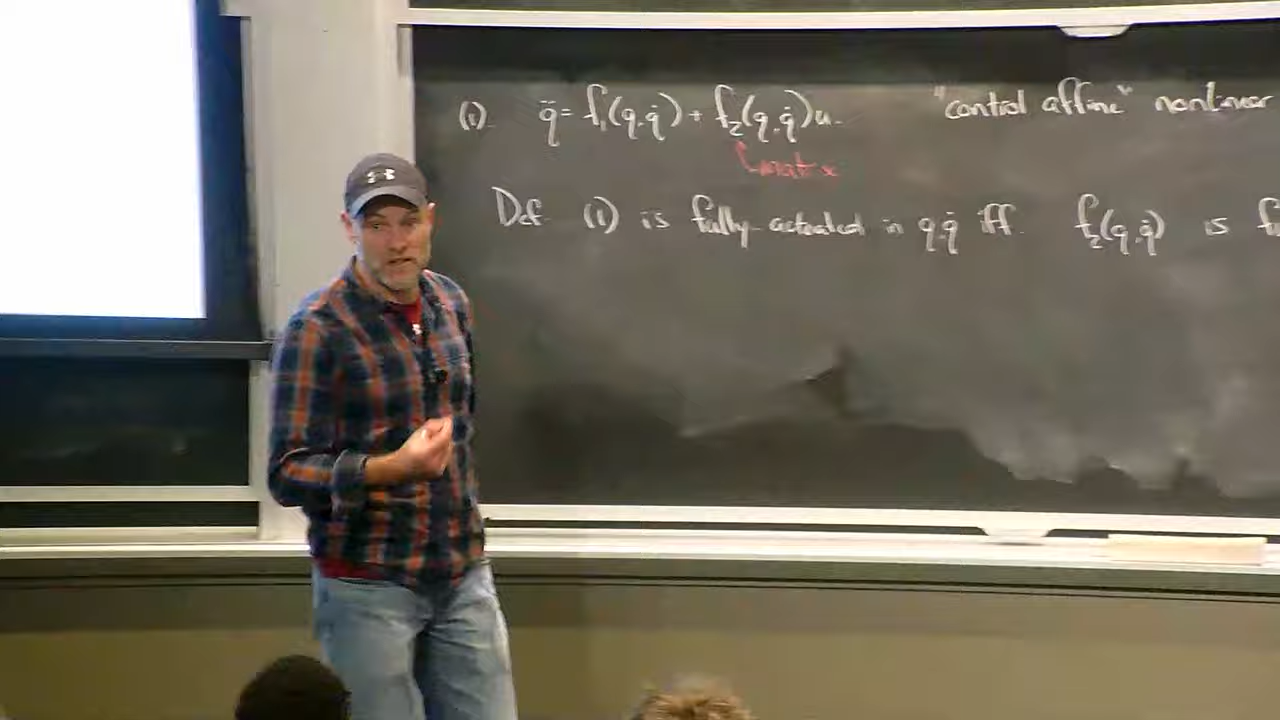 (1). q̈ = f₁(q,q̇) + f₂(q,q̇)u. "control affine" nonlinear
matrix
Def. (1) is fully-actuated in q,q̇ iff. f₂(q,q̇) is